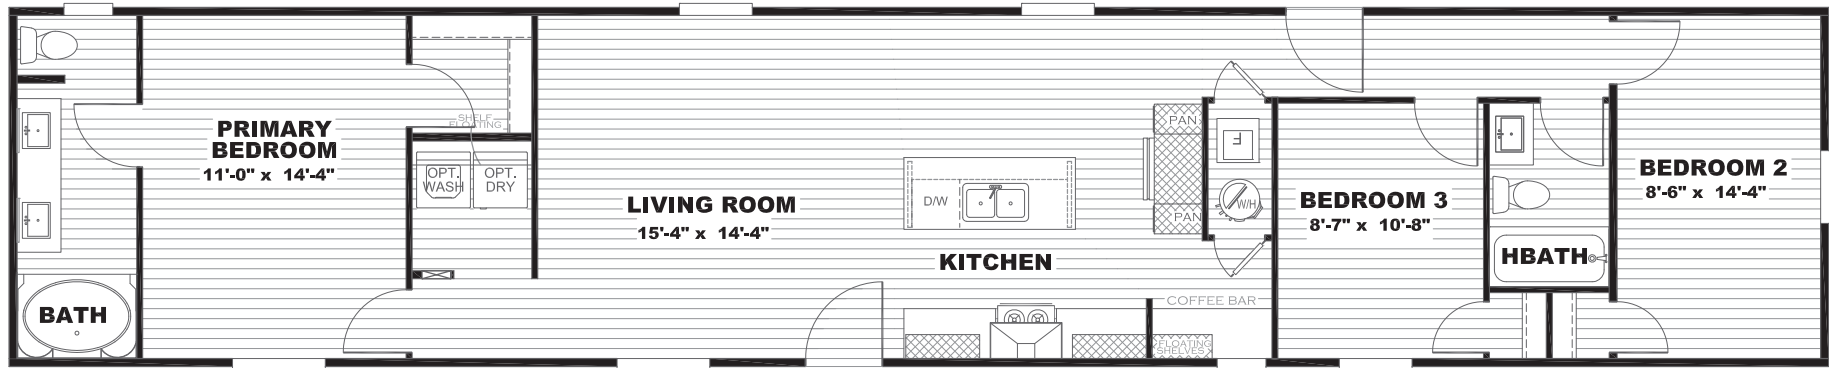 PRIMARY
BEDROOM
11'-0" x 14'-4"
BATH
SHELF
FLOATING
OPT.
WASH
OPT.
DRY
LIVING ROOM
15'-4" x 14'-4"
D/W
KITCHEN
PAN
PAN
F
W/H
COFFEE BAR
FLOATING
SHELVES
BEDROOM 3
8'-7" x 10'-8"
HBATH
BEDROOM 2
8'-6" x 14'-4"